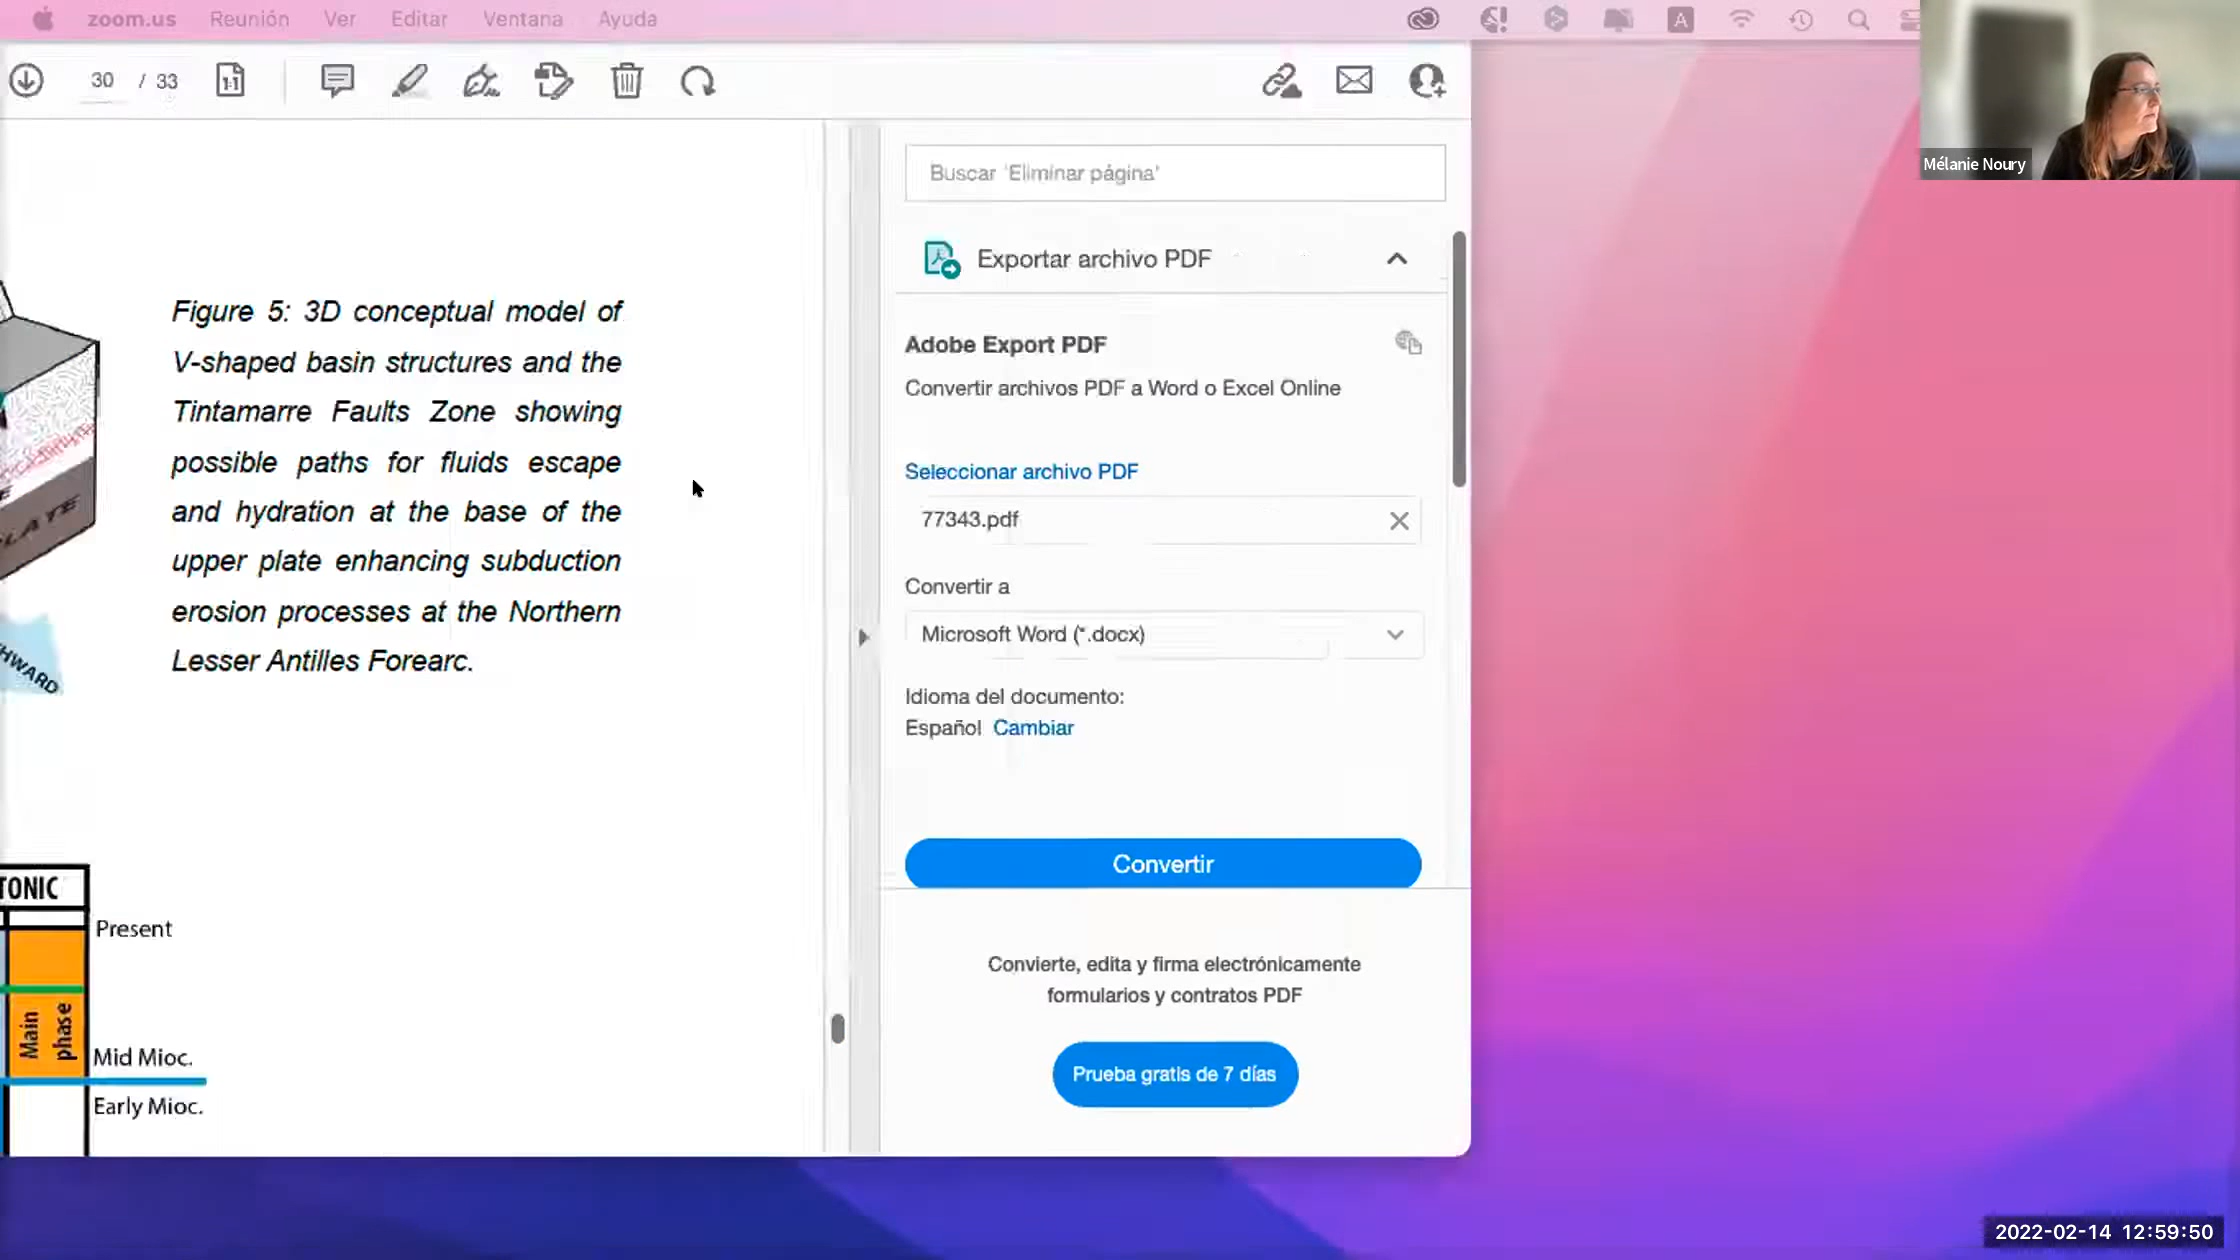 zoom.us Reunión Ver Editar Ventana Ayuda
A
30 / 33
1:1
Mélanie Noury
Buscar 'Eliminar página'
Exportar archivo PDF
Adobe Export PDF
Convertir archivos PDF a Word o Excel Online
Seleccionar archivo PDF
77343.pdf
Convertir a
Microsoft Word (*.docx)
Idioma del documento:
Español Cambiar
Convertir
Convierte, edita y firma electrónicamente
formularios y contratos PDF
Prueba gratis de 7 días
Figure 5: 3D conceptual model of
V-shaped basin structures and the
Tintamarre Faults Zone showing
possible paths for fluids escape
and hydration at the base of the
upper plate enhancing subduction
erosion processes at the Northern
Lesser Antilles Forearc.
LATE
HWARD
TONIC
Present
Main
phase
Mid Mioc.
Early Mioc.
2022-02-14 12:59:50